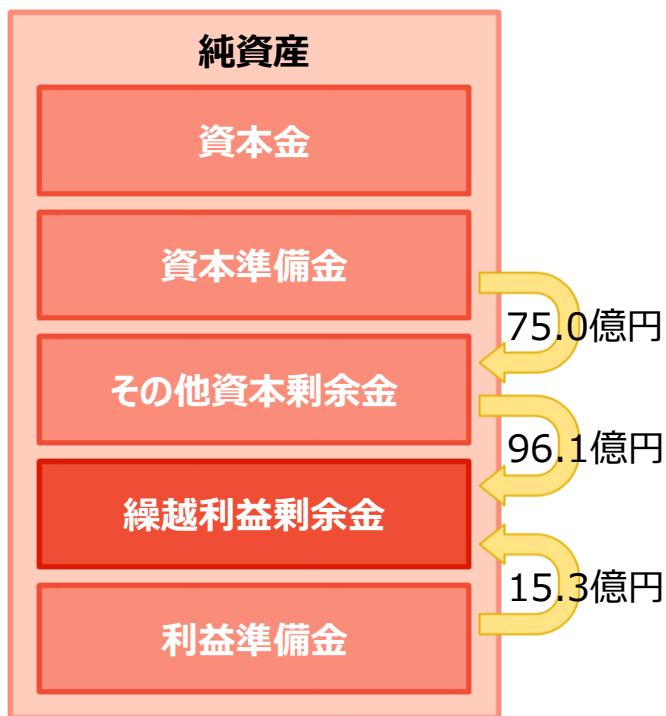 純資産
資本金
資本準備金
75.0億円
その他資本剰余金
96.1億円
繰越利益剰余金
15.3億円
利益準備金